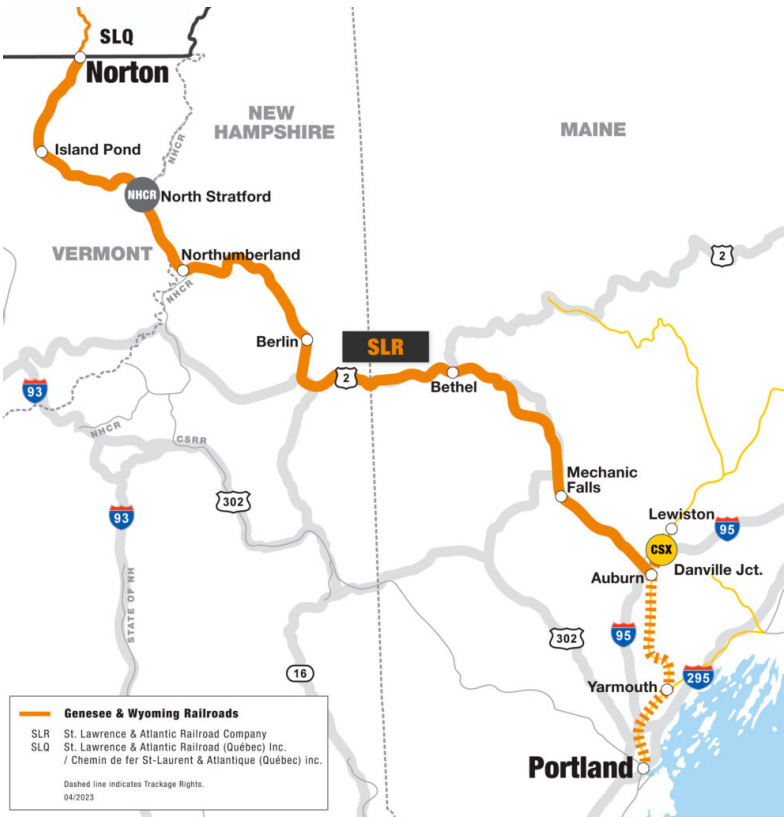 SLQ
Norton
NEW
HAMPSHIRE
MAINE
Island Pond
NHCR
NHCR
North Stratford
VERMONT
Northumberland
2
NHCR
Berlin
SLR
2
Bethel
93
NHCR
CSRR
Mechanic
Falls
302
93
Lewiston
95
CSX
Danville Jct.
Auburn
STATE OF NH
302
95
16
Yarmouth
295
Portland
Genesee & Wyoming Railroads
SLR St. Lawrence & Atlantic Railroad Company
SLQ St. Lawrence & Atlantic Railroad (Québec) Inc.
/ Chemin de fer St-Laurent & Atlantique (Québec) inc.
Dashed line indicates Trackage Rights.
04/2023